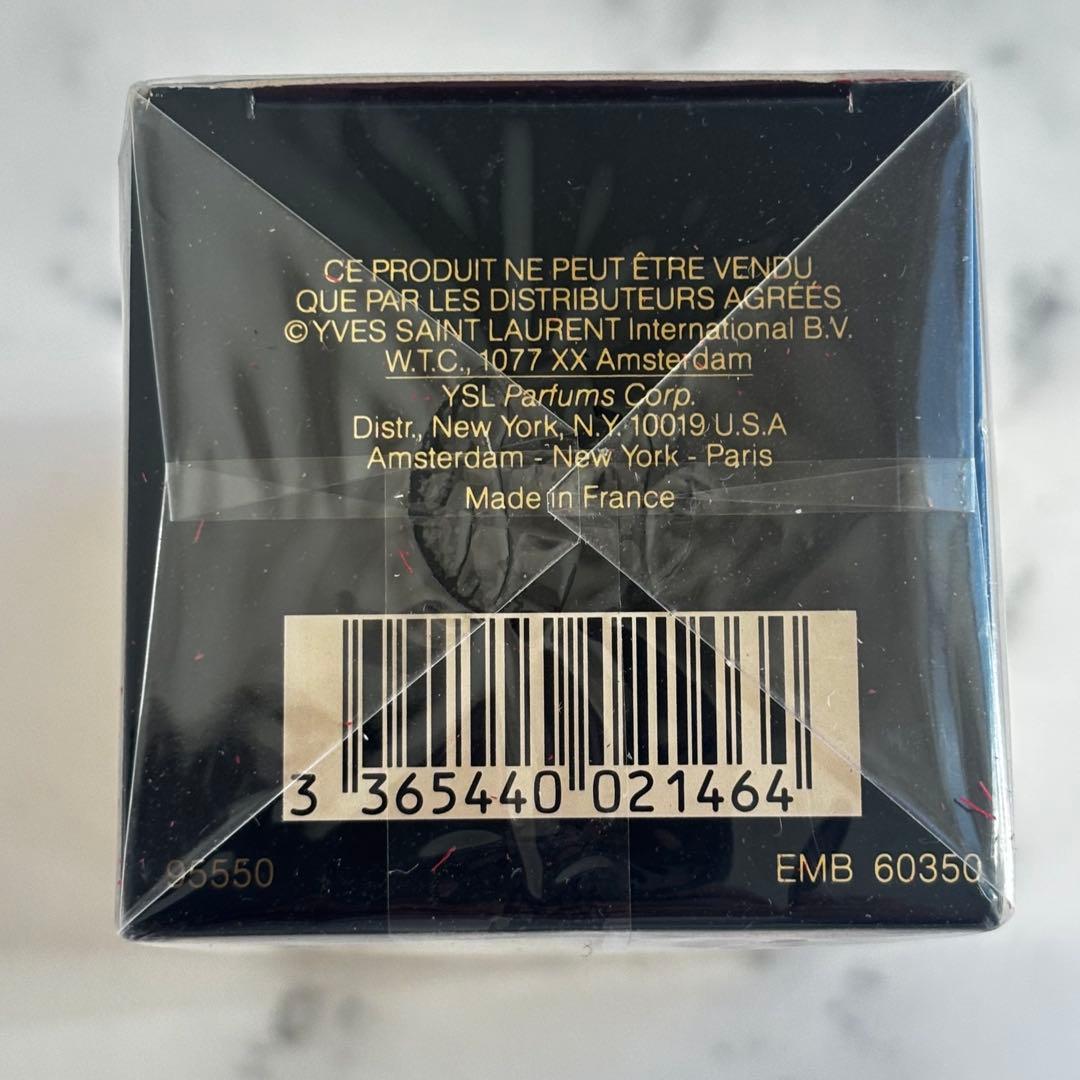 CE PRODUIT NE PEUT ÊTRE VENDU
QUE PAR LES DISTRIBUTEURS AGRÉÉS
©YVES SAINT LAURENT International B.V.
W.T.C., 1077 XX Amsterdam
YSL Parfums Corp.
Distr., New York, N.Y. 10019 U.S.A
Amsterdam - New York - Paris
Made in France
3 365440 021464
95550
EMB 60350